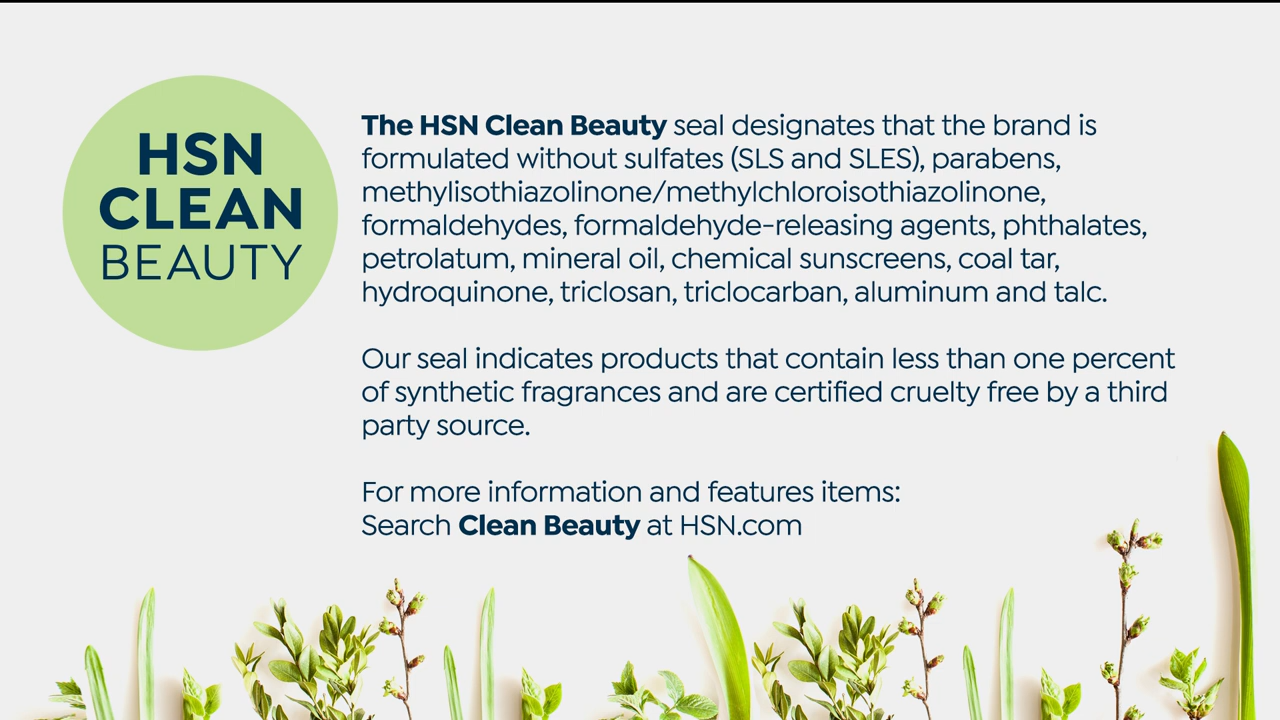 HSN
CLEAN
BEAUTY
The HSN Clean Beauty seal designates that the brand is
formulated without sulfates (SLS and SLES), parabens,
methylisothiazolinone/methylchloroisothiazolinone,
formaldehydes, formaldehyde-releasing agents, phthalates,
petrolatum, mineral oil, chemical sunscreens, coal tar,
hydroquinone, triclosan, triclocarban, aluminum and talc.
Our seal indicates products that contain less than one percent
of synthetic fragrances and are certified cruelty free by a third
party source.
For more information and features items:
Search Clean Beauty at HSN.com